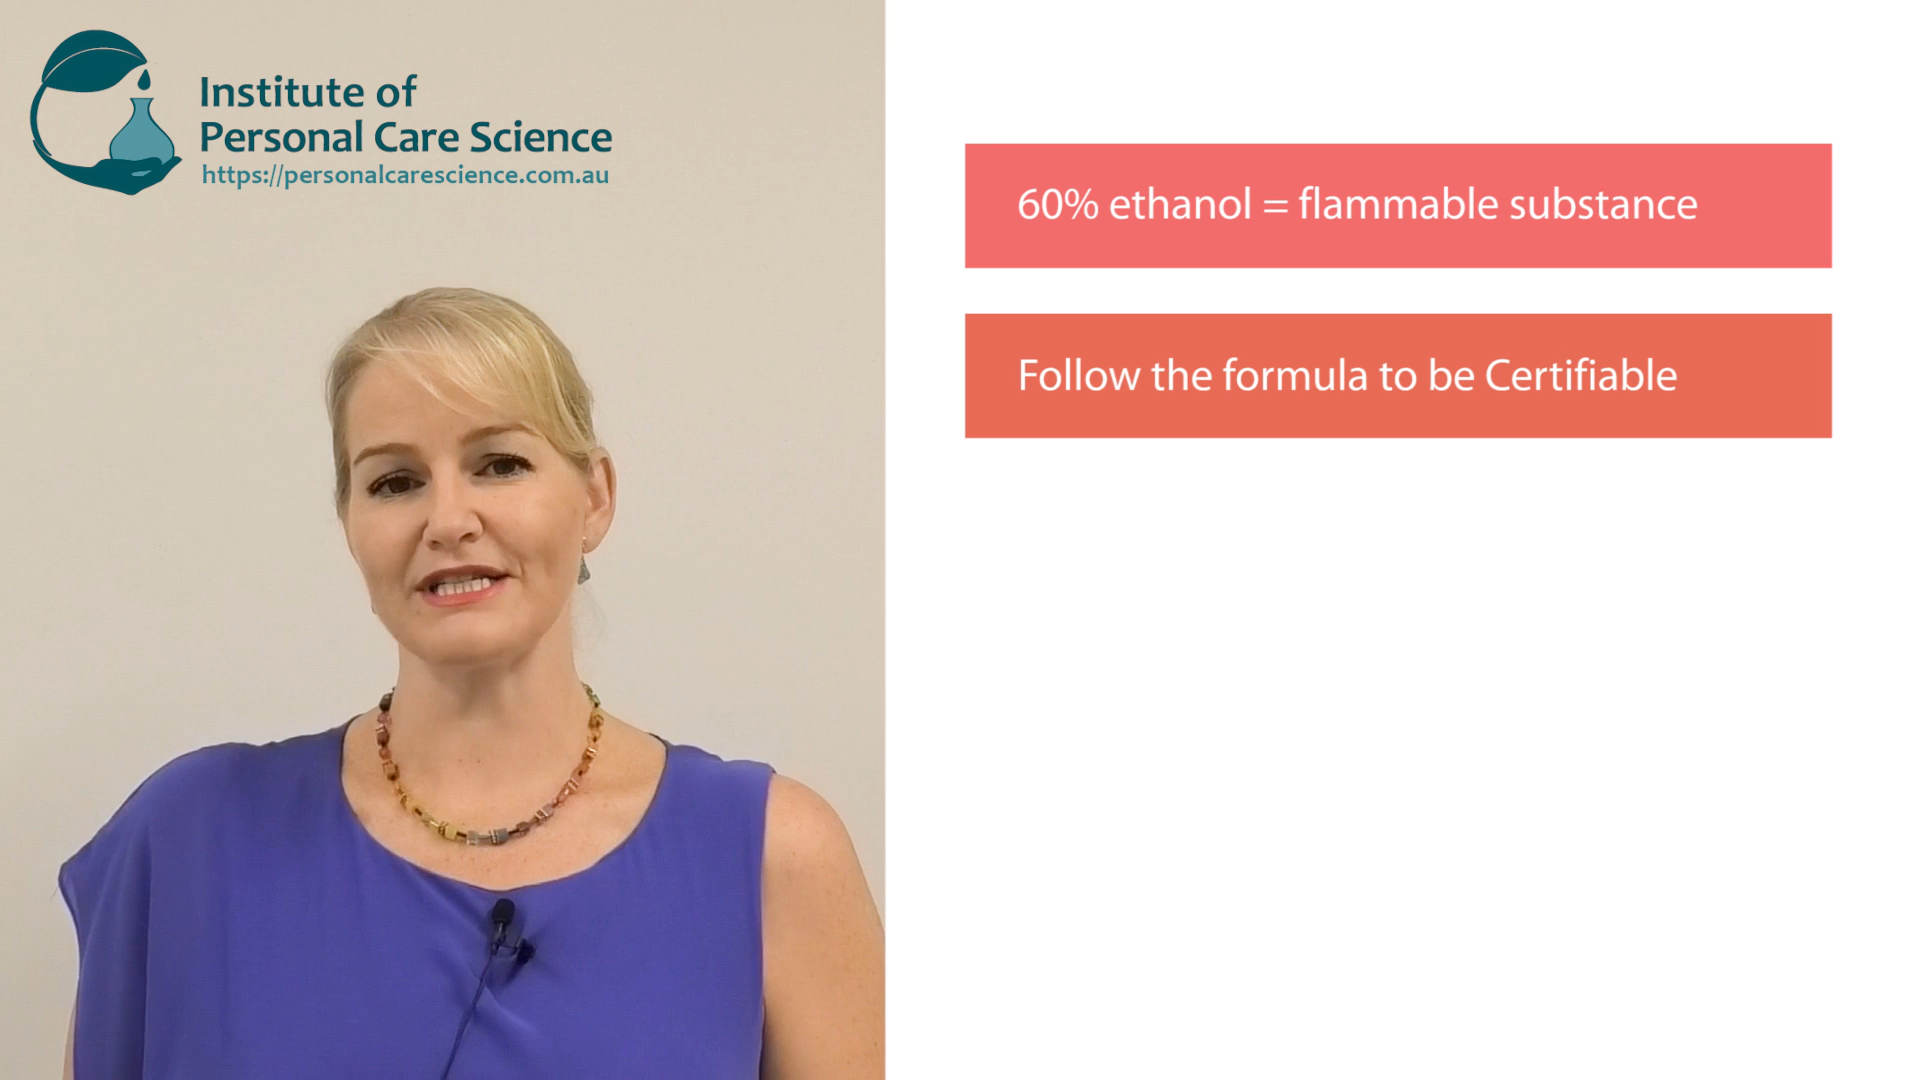 Institute of
Personal Care Science
https://personalcarescience.com.au
60% ethanol = flammable substance
Follow the formula to be Certifiable